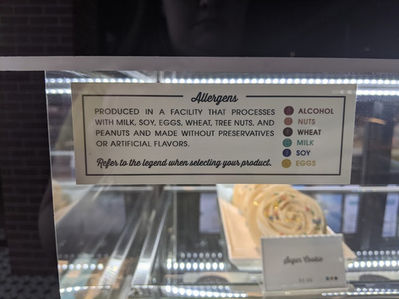 Allergens
PRODUCED IN A FACILITY THAT PROCESSES
WITH MILK, SOY, EGGS, WHEAT, TREE NUTS, AND
PEANUTS AND MADE WITHOUT PRESERVATIVES
OR ARTIFICIAL FLAVORS.
Refer to the legend when selecting your product.
ALCOHOL
NUTS
WHEAT
MILK
SOY
EGGS
Sugar Cookie